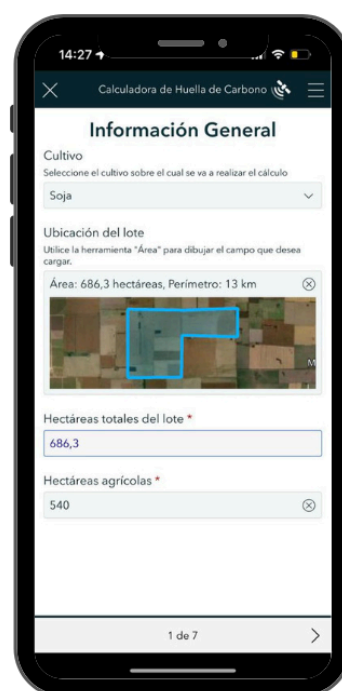 14:27
Calculadora de Huella de Carbono
Información General
Cultivo
Seleccione el cultivo sobre el cual se va a realizar el cálculo
Soja
Ubicación del lote
Utilice la herramienta "Área" para dibujar el campo que desea
cargar.
Área: 686,3 hectáreas, Perímetro: 13 km
M
Hectáreas totales del lote *
686,3
Hectáreas agrícolas *
540
1 de 7